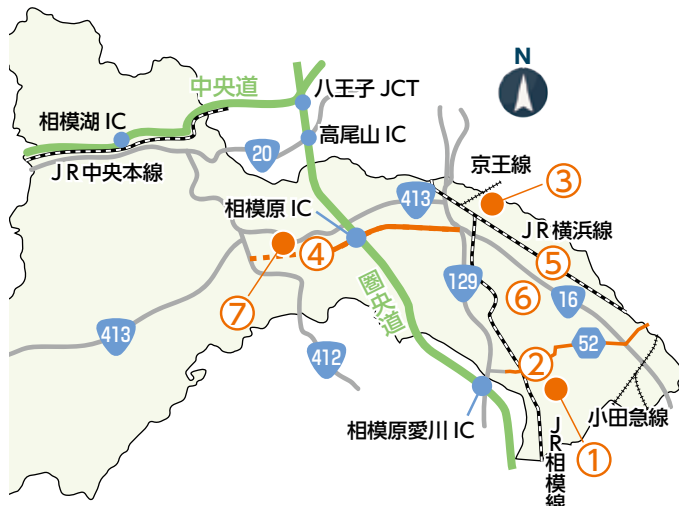 中央道
八王子 JCT
N
相模湖 IC
高尾山 IC
20
JR中央本線
京王線
③
413
相模原 IC
JR横浜線
④
⑤
⑦
129
⑥
16
圏央道
413
412
52
②
相模原愛川 IC
小田急線
①
JR相模線